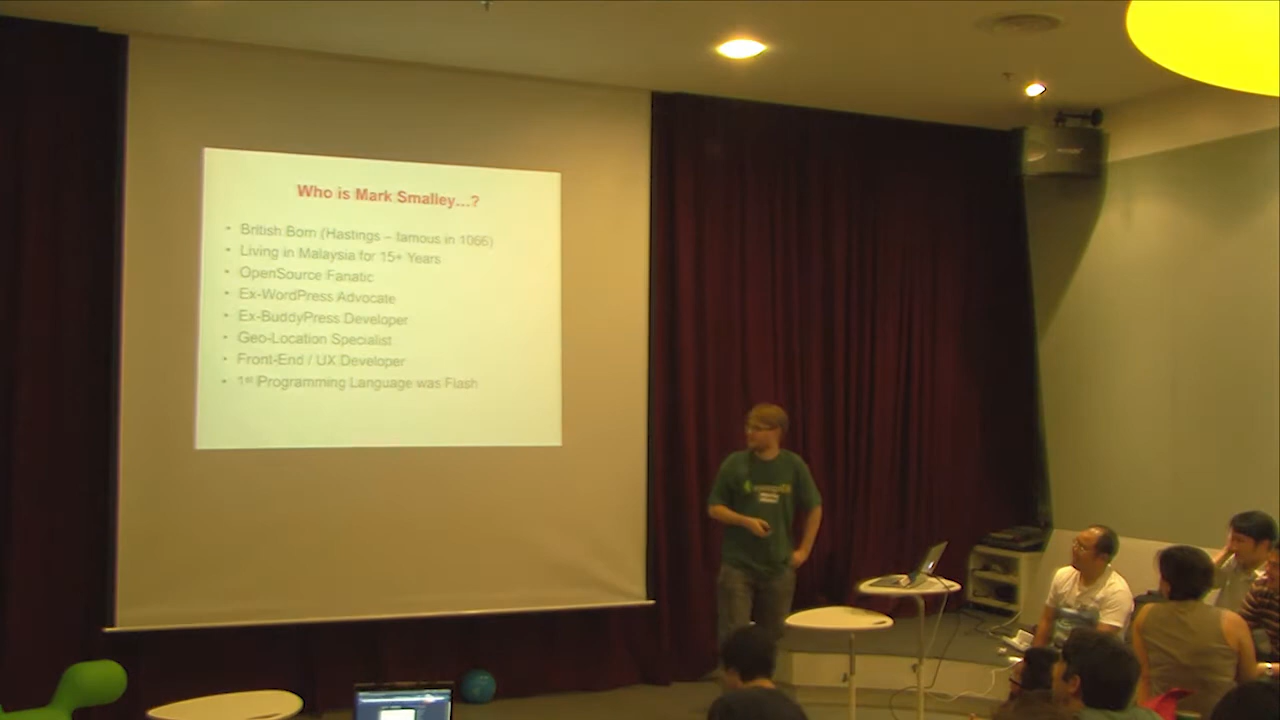 Who is Mark Smalley...?
• British Born (Hastings – famous in 1066)
• Living in Malaysia for 15+ Years
• OpenSource Fanatic
• Ex-WordPress Advocate
• Ex-BuddyPress Developer
• Geo-Location Specialist
• Front-End / UX Developer
• 1st Programming Language was Flash